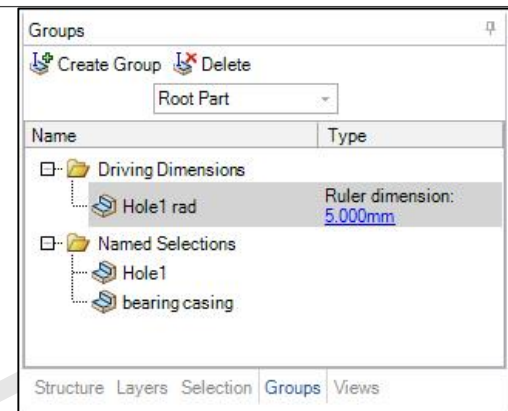 Groups
Create Group Delete
Root Part
Name Type
Driving Dimensions
Hole1 rad Ruler dimension:
5.000mm
Named Selections
Hole1
bearing casing
Structure Layers Selection Groups Views